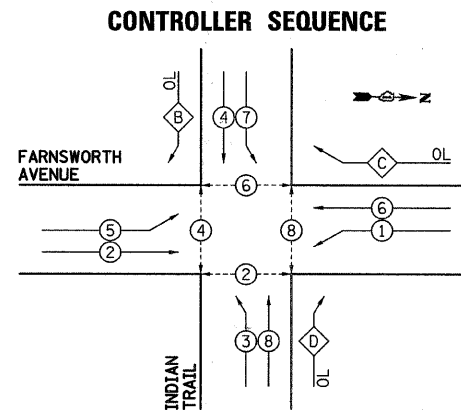 CONTROLLER SEQUENCE
OL
B
4
7
N
C
OL
FARNSWORTH
AVENUE
6
6
5
4
8
1
2
2
3
8
D
OL
INDIAN
TRAIL